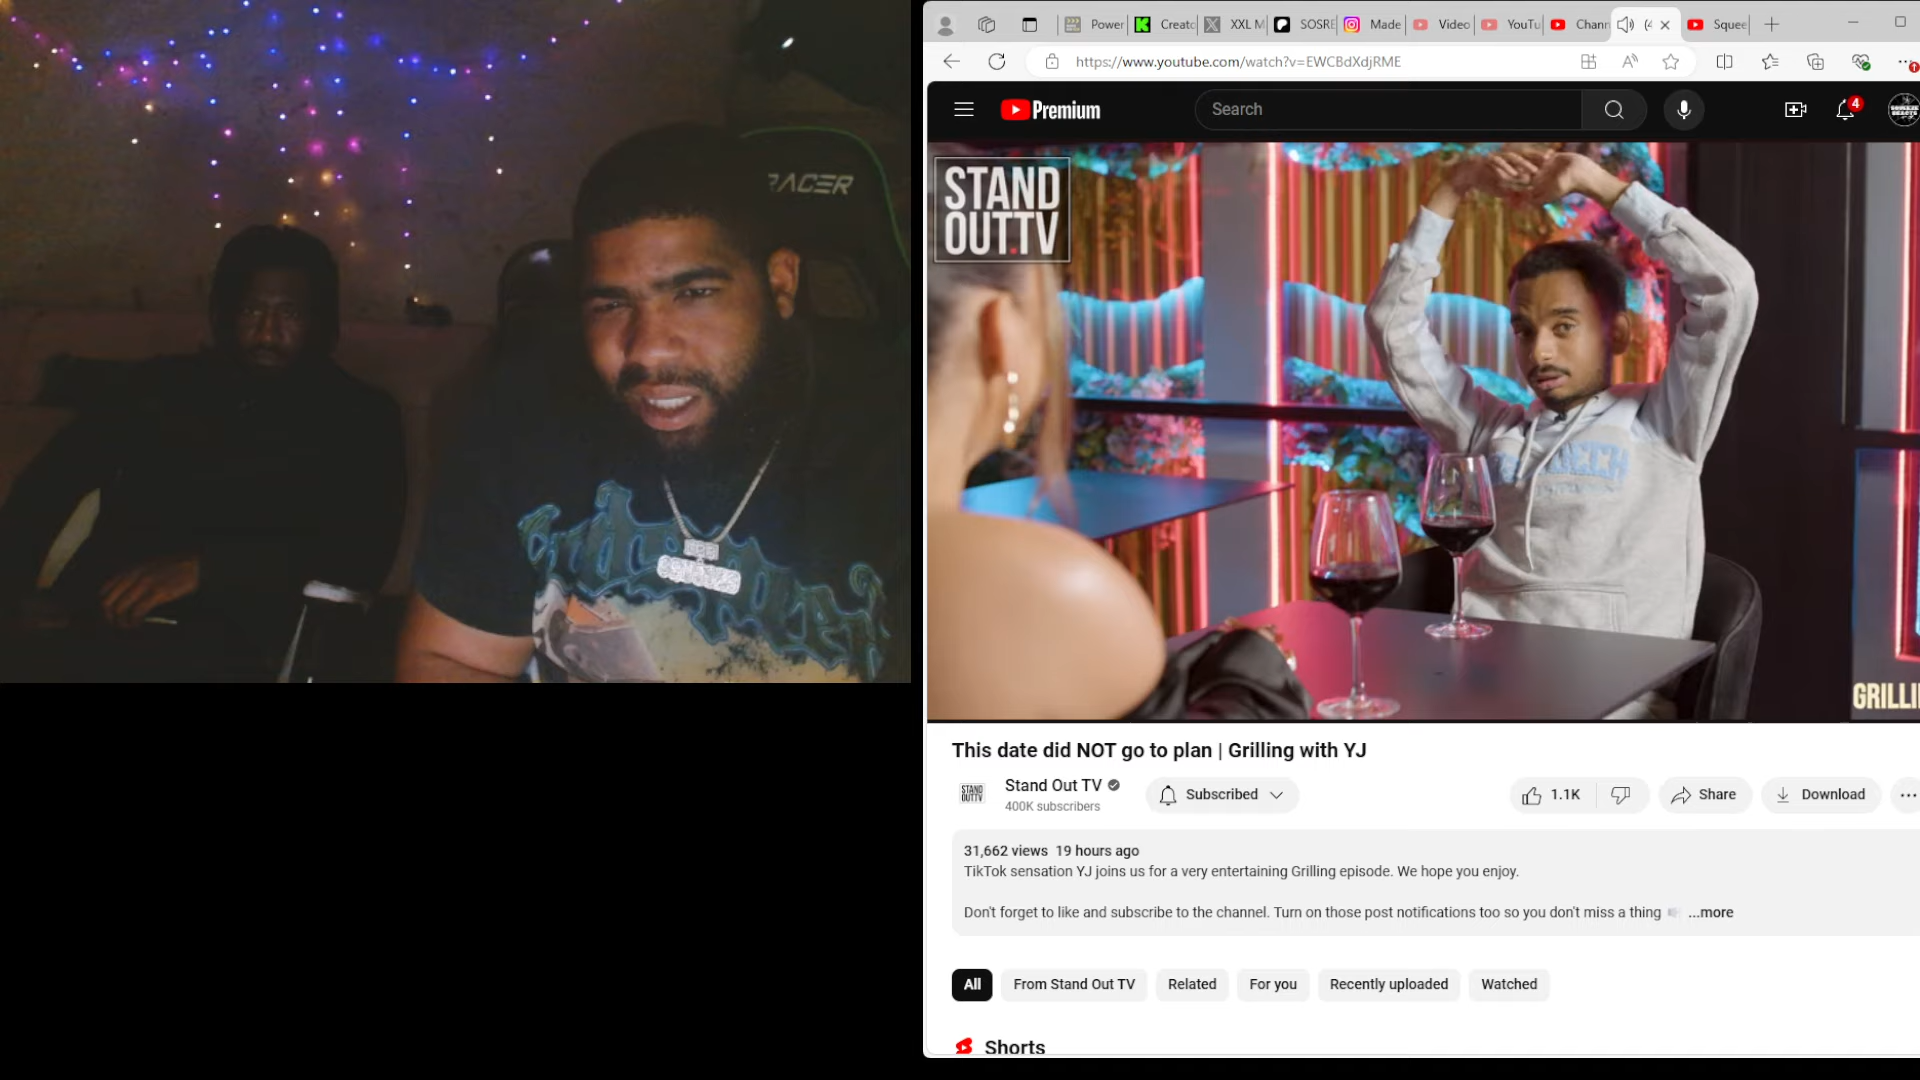 RACER
Power
Creato
XXL M
SOSRE
Made
Video
YouTu
Chann
(4
Squee
https://www.youtube.com/watch?v=EWCBdXdjRME
Premium
Search
4
STAND
OUT.TV
GRILLI
This date did NOT go to plan | Grilling with YJ
Stand Out TV
400K subscribers
Subscribed
1.1K
Share
Download
31,662 views 19 hours ago
TikTok sensation YJ joins us for a very entertaining Grilling episode. We hope you enjoy.
Don't forget to like and subscribe to the channel. Turn on those post notifications too so you don't miss a thing ...more
All
From Stand Out TV
Related
For you
Recently uploaded
Watched
Shorts